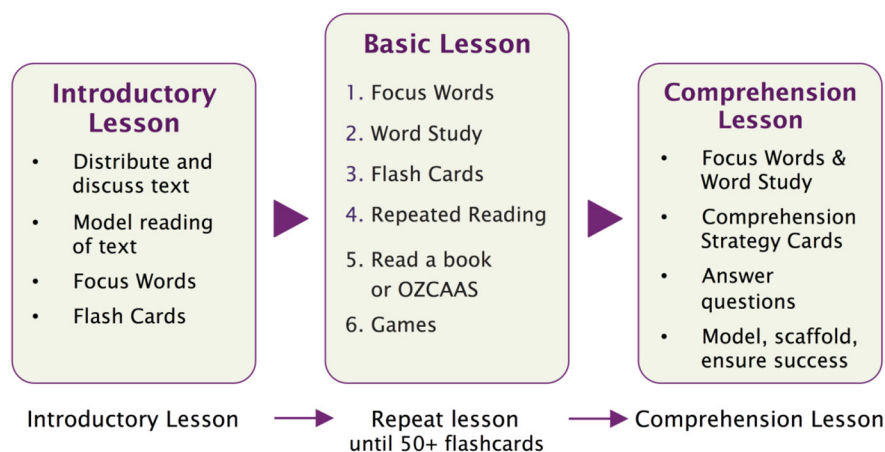 Introductory
Lesson
• Distribute and
discuss text
• Model reading
of text
• Focus Words
• Flash Cards
Basic Lesson
1. Focus Words
2. Word Study
3. Flash Cards
4. Repeated Reading
5. Read a book
or OZCAAS
6. Games
Comprehension
Lesson
• Focus Words &
Word Study
• Comprehension
Strategy Cards
• Answer
questions
• Model, scaffold,
ensure success
Introductory Lesson
Repeat lesson
until 50+ flashcards
Comprehension Lesson